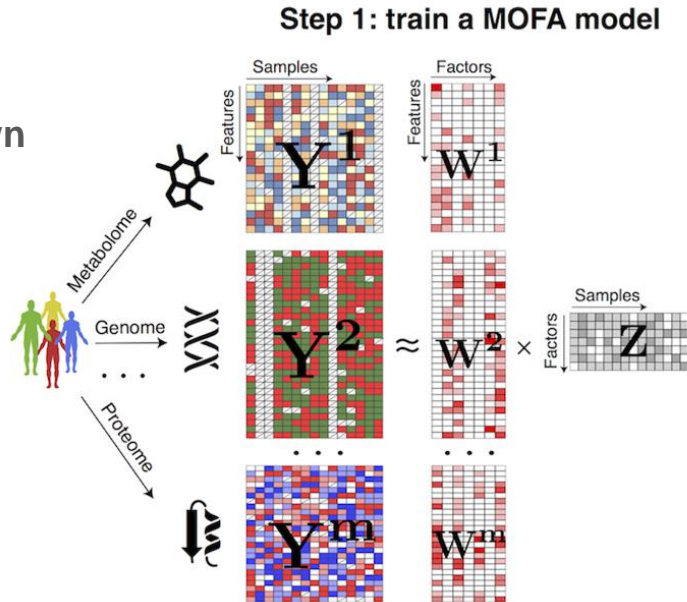 Step 1: train a MOFA model
Samples
Factors
Features
Features
Y1
W1
Metabolome
Genome
. . .
Proteome
Y2
≈
W2
×
Samples
Factors
Z
. . .
. . .
Ym
Wm